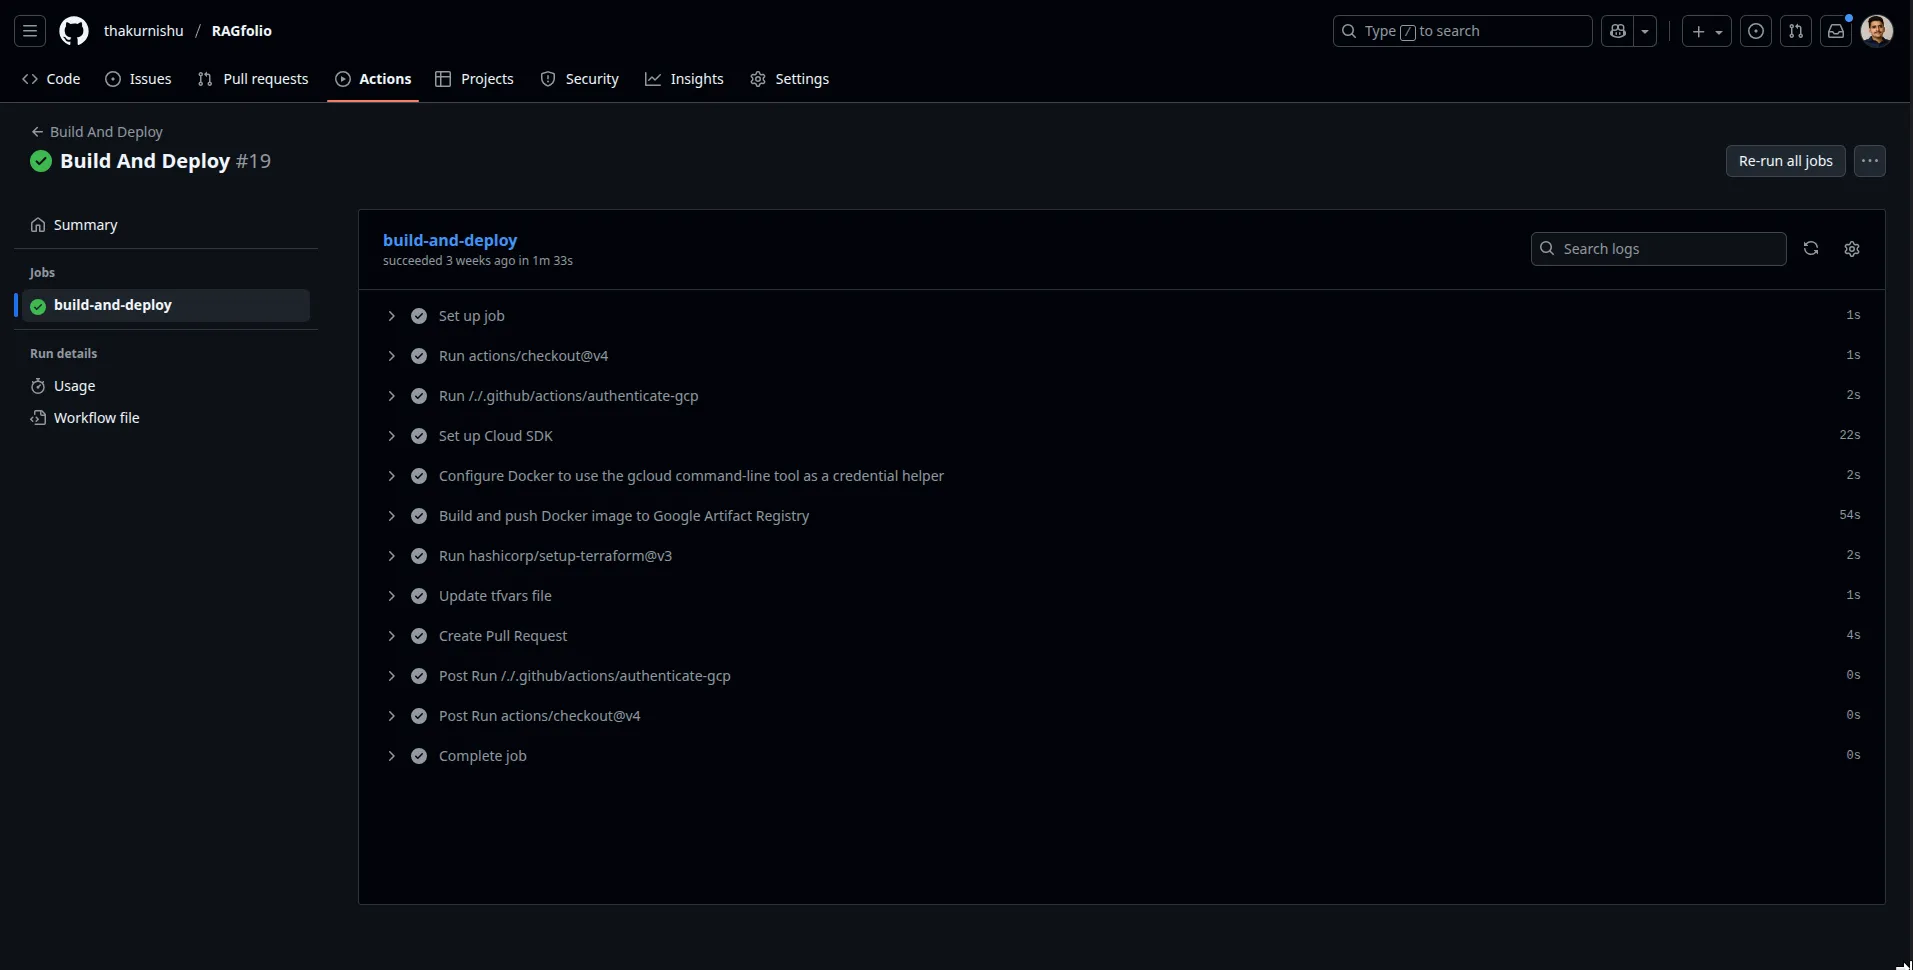 thakurnishu / RAGfolio
Type / to search
Code
Issues
Pull requests
Actions
Projects
Security
Insights
Settings
Build And Deploy
Build And Deploy #19
Re-run all jobs
Summary
Jobs
build-and-deploy
Run details
Usage
Workflow file
build-and-deploy
succeeded 3 weeks ago in 1m 33s
Search logs
Set up job 1s
Run actions/checkout@v4 1s
Run /./.github/actions/authenticate-gcp 2s
Set up Cloud SDK 22s
Configure Docker to use the gcloud command-line tool as a credential helper 2s
Build and push Docker image to Google Artifact Registry 54s
Run hashicorp/setup-terraform@v3 2s
Update tfvars file 1s
Create Pull Request 4s
Post Run /./.github/actions/authenticate-gcp 0s
Post Run actions/checkout@v4 0s
Complete job 0s